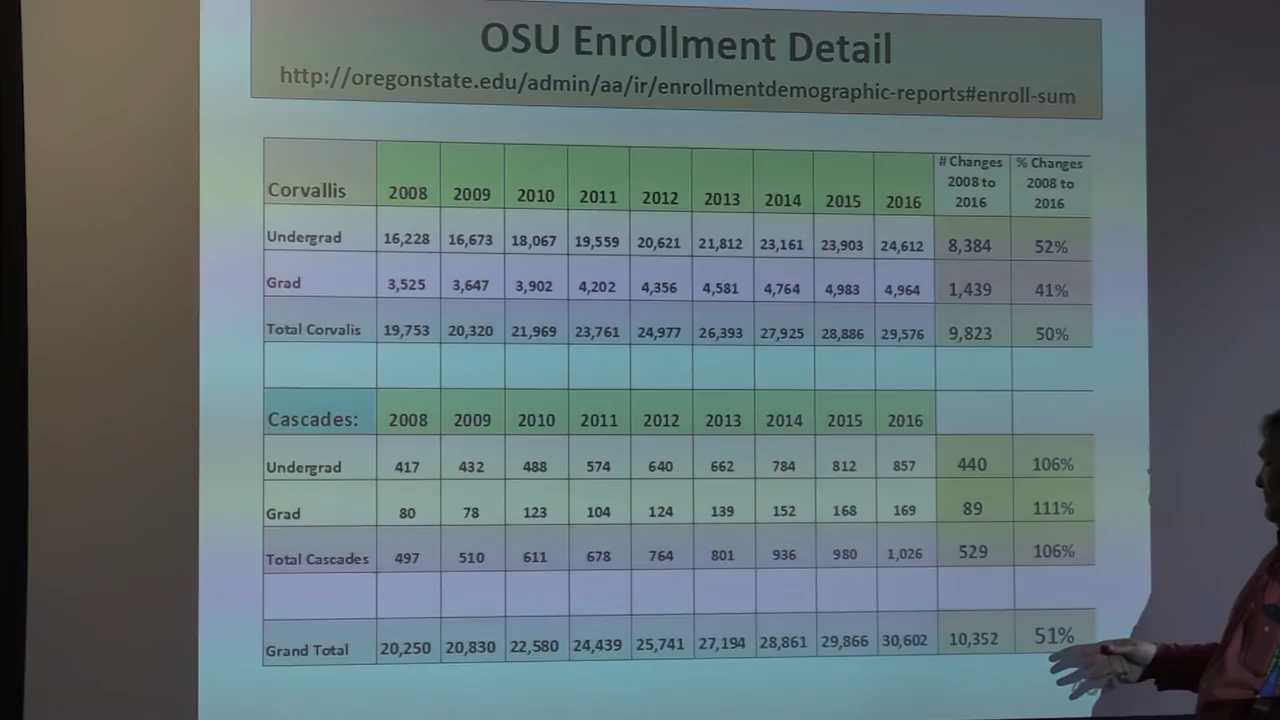 OSU Enrollment Detail
http://oregonstate.edu/admin/aa/ir/enrollmentdemographic-reports#enroll-sum
Corvallis 2008 2009 2010 2011 2012 2013 2014 2015 2016 # Changes 2008 to 2016 % Changes 2008 to 2016
Undergrad 16,228 16,673 18,067 19,559 20,621 21,812 23,161 23,903 24,612 8,384 52%
Grad 3,525 3,647 3,902 4,202 4,356 4,581 4,764 4,983 4,964 1,439 41%
Total Corvalis 19,753 20,320 21,969 23,761 24,977 26,393 27,925 28,886 29,576 9,823 50%
Cascades: 2008 2009 2010 2011 2012 2013 2014 2015 2016
Undergrad 417 432 488 574 640 662 784 812 857 440 106%
Grad 80 78 123 104 124 139 152 168 169 89 111%
Total Cascades 497 510 611 678 764 801 936 980 1,026 529 106%
Grand Total 20,250 20,830 22,580 24,439 25,741 27,194 28,861 29,866 30,602 10,352 51%